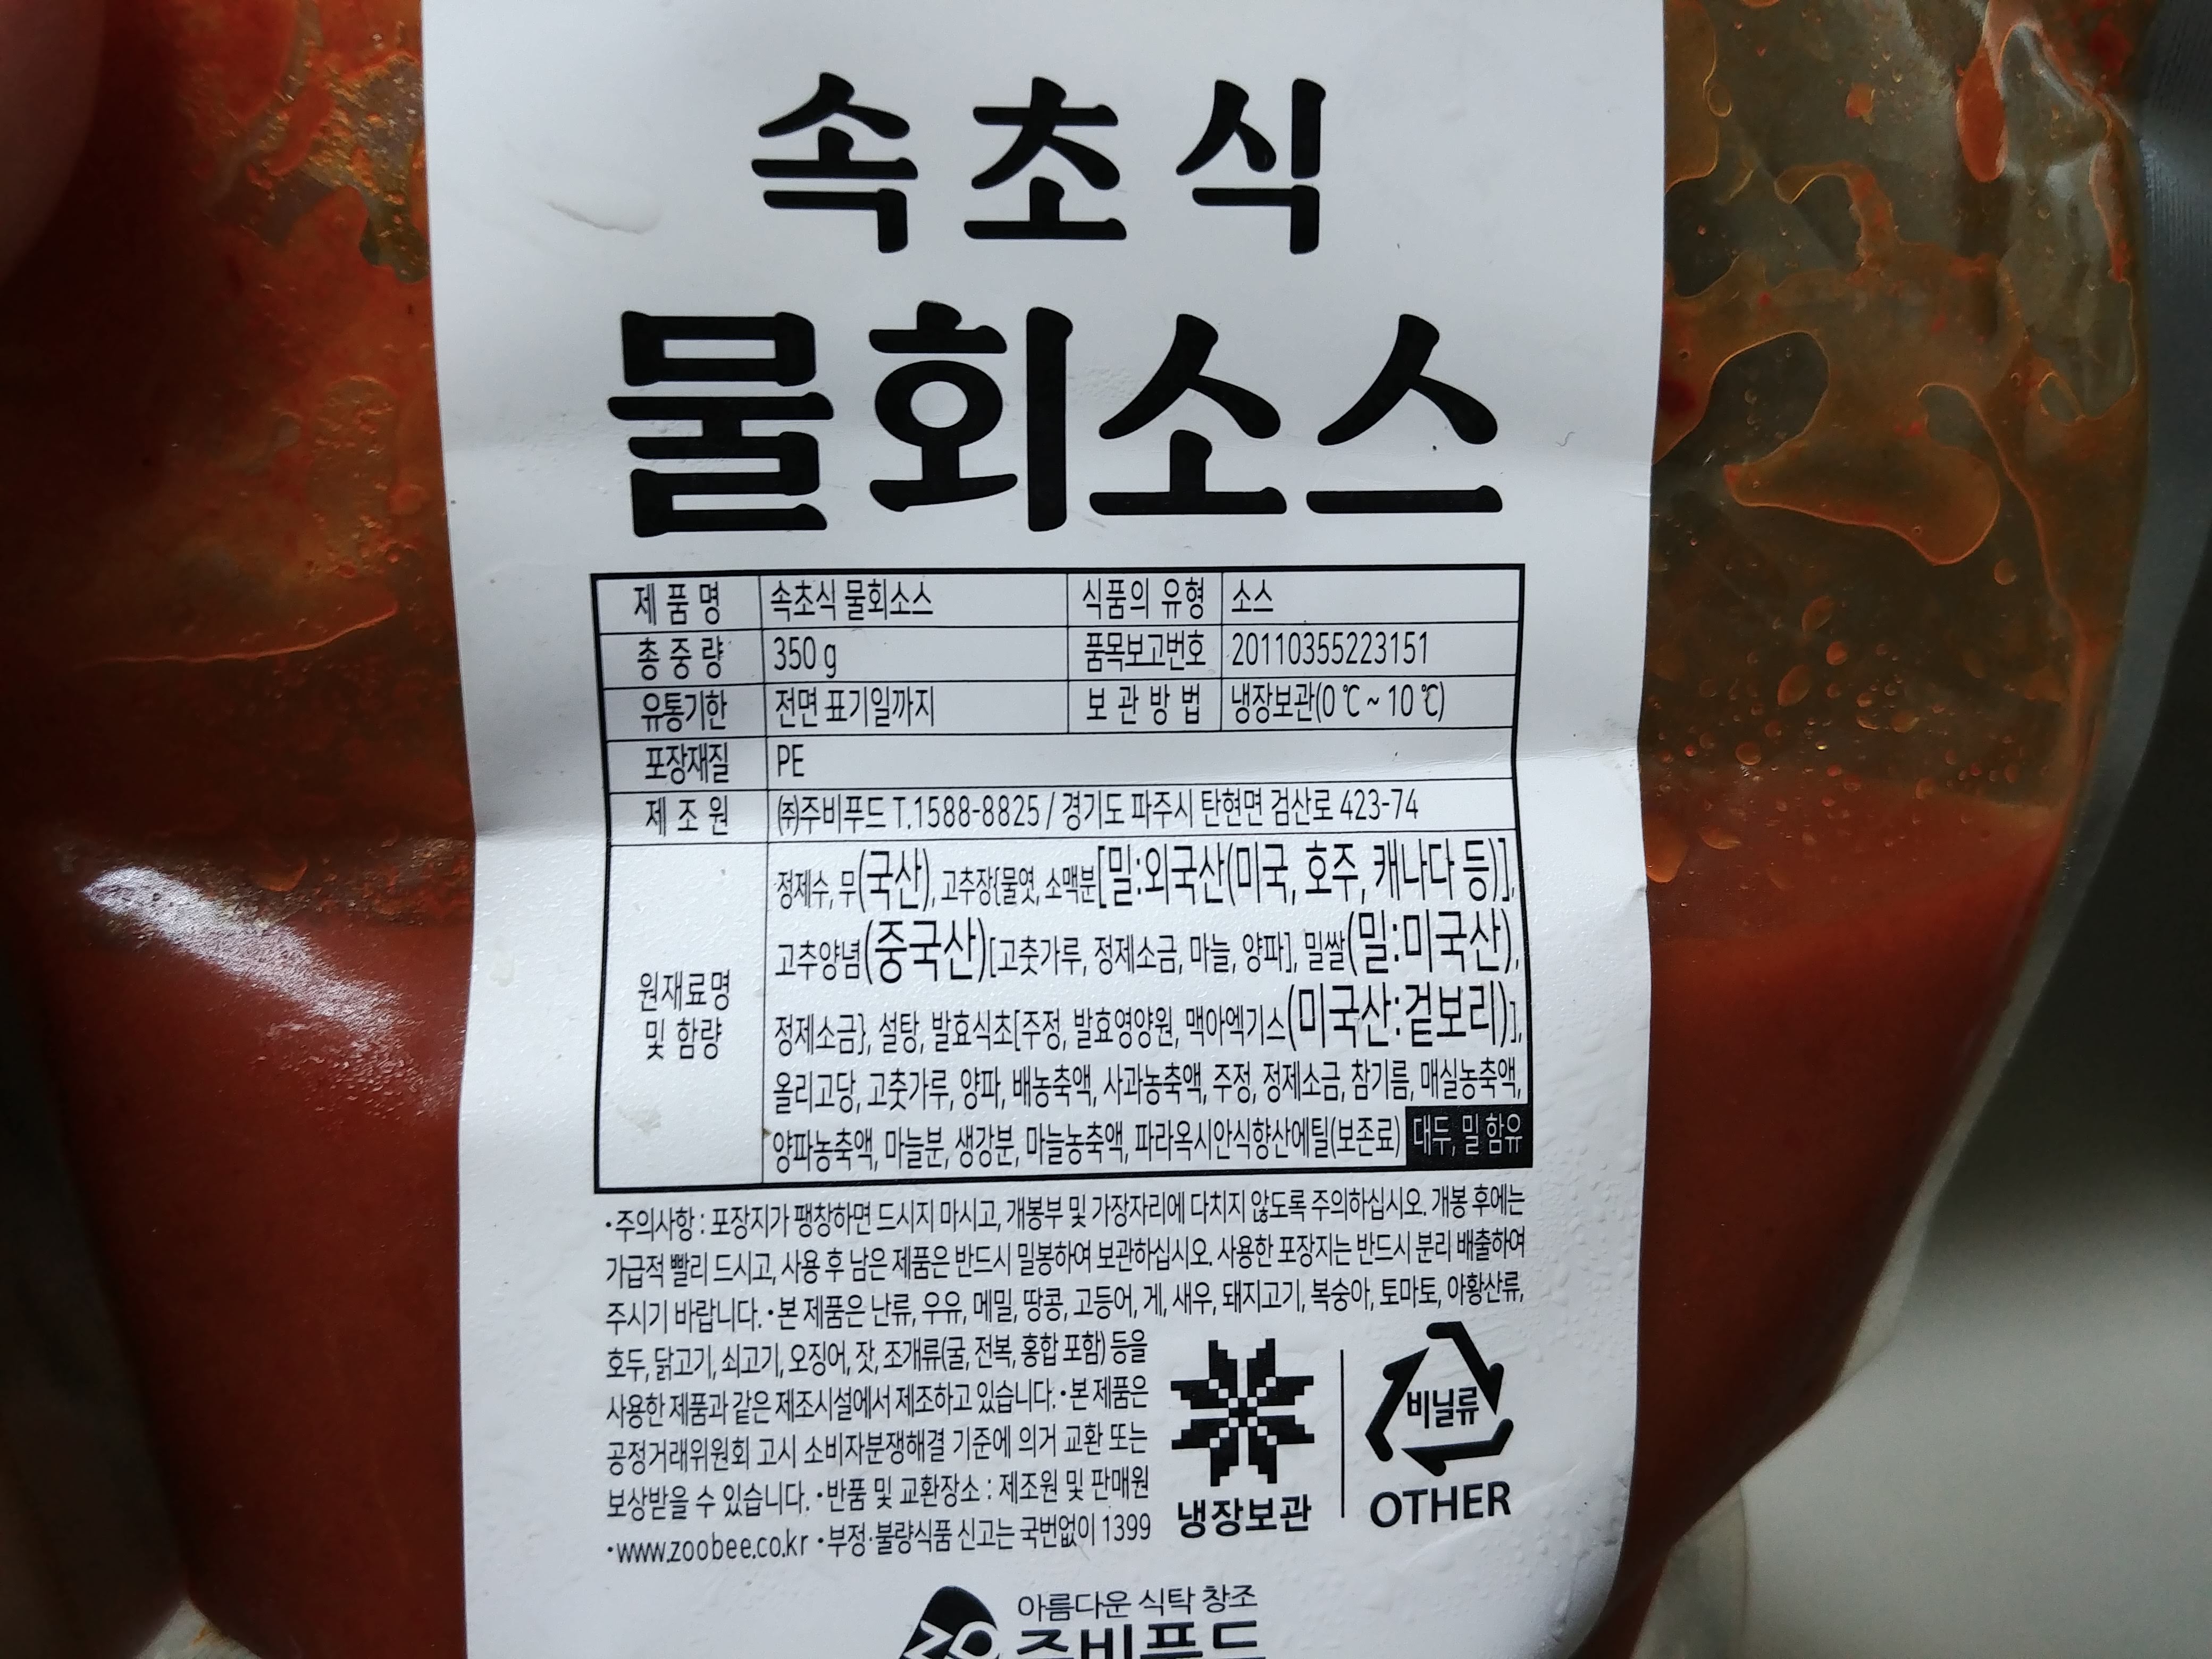 속초식
물회소스
제 품 명 속초식 물회소스 식품의 유형 소스
총 중 량 350 g 품목보고번호 20110355223151
유통기한 전면 표기일까지 보 관 방 법 냉장보관(0 ℃ ~ 10 ℃)
포장재질 PE
제 조 원 ㈜주비푸드 T.1588-8825 / 경기도 파주시 탄현면 검산로 423-74
원재료명
및 함량
정제수, 무(국산), 고추장{물엿, 소맥분[밀:외국산(미국, 호주, 캐나다 등)],
고추양념(중국산)[고춧가루, 정제소금, 마늘, 양파], 밀쌀(밀:미국산),
정제소금}, 설탕, 발효식초[주정, 발효영양원, 맥아엑기스(미국산:겉보리)],
올리고당, 고춧가루, 양파, 배농축액, 사과농축액, 주정, 정제소금, 참기름, 매실농축액,
양파농축액, 마늘분, 생강분, 마늘농축액, 파라옥시안식향산에틸(보존료) 대두, 밀 함유
•주의사항 : 포장지가 팽창하면 드시지 마시고, 개봉부 및 가장자리에 다치지 않도록 주의하십시오. 개봉 후에는
가급적 빨리 드시고, 사용 후 남은 제품은 반드시 밀봉하여 보관하십시오. 사용한 포장지는 반드시 분리 배출하여
주시기 바랍니다. •본 제품은 난류, 우유, 메밀, 땅콩, 고등어, 게, 새우, 돼지고기, 복숭아, 토마토, 아황산류,
호두, 닭고기, 쇠고기, 오징어, 잣, 조개류(굴, 전복, 홍합 포함) 등을
사용한 제품과 같은 제조시설에서 제조하고 있습니다. •본 제품은
공정거래위원회 고시 소비자분쟁해결 기준에 의거 교환 또는
보상받을 수 있습니다. •반품 및 교환장소 : 제조원 및 판매원
•www.zoobee.co.kr •부정·불량식품 신고는 국번없이 1399
냉장보관
비닐류
OTHER
아름다운 식탁 창조
주비푸드